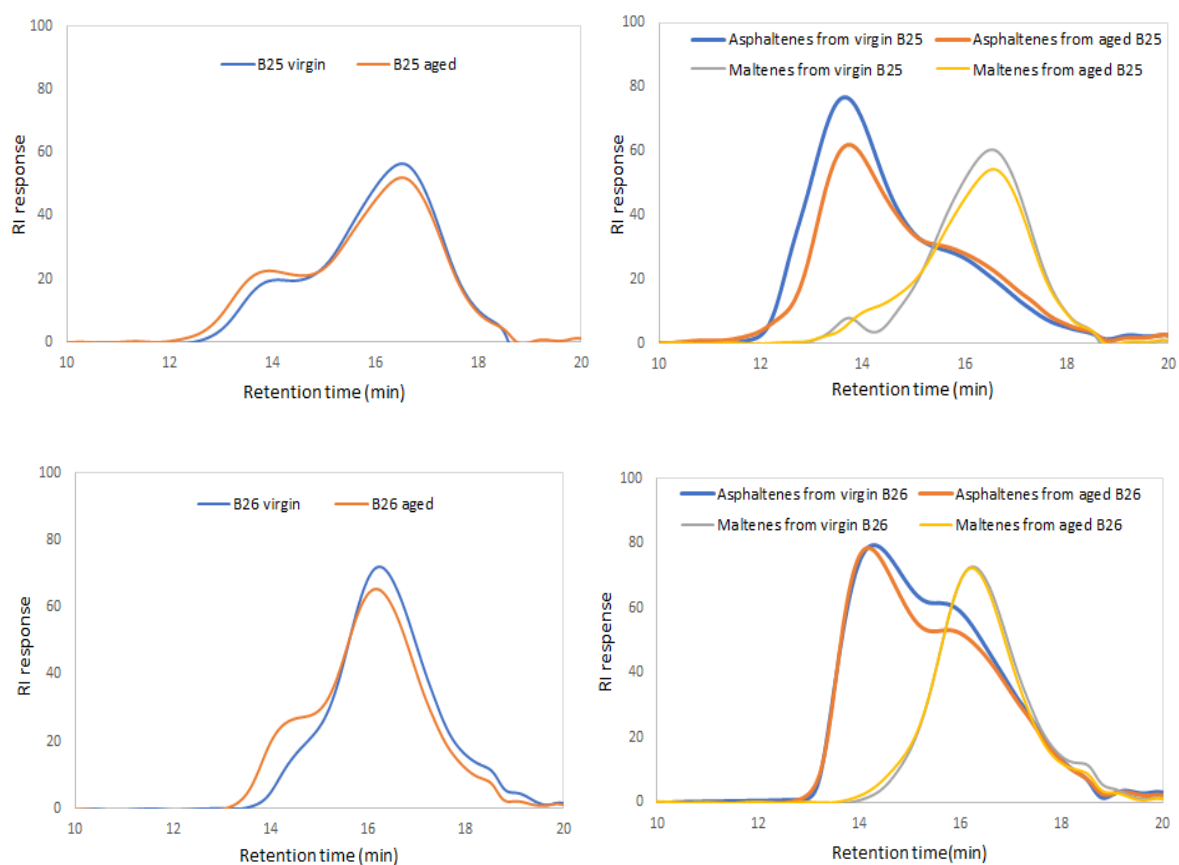 100
80
60
40
20
0
RI response
B25 virgin
B25 aged
10
12
14
16
18
20
Retention time (min)
100
80
60
40
20
0
RI response
Asphaltenes from virgin B25
Asphaltenes from aged B25
Maltenes from virgin B25
Maltenes from aged B25
10
12
14
16
18
20
Retention time (min)
100
80
60
40
20
0
RI response
B26 virgin
B26 aged
10
12
14
16
18
20
Retention time (min)
100
80
60
40
20
0
RI respense
Asphaltenes from virgin B26
Asphaltenes from aged B26
Maltenes from virgin B26
Maltenes from aged B26
10
12
14
16
18
20
Retention time(min)